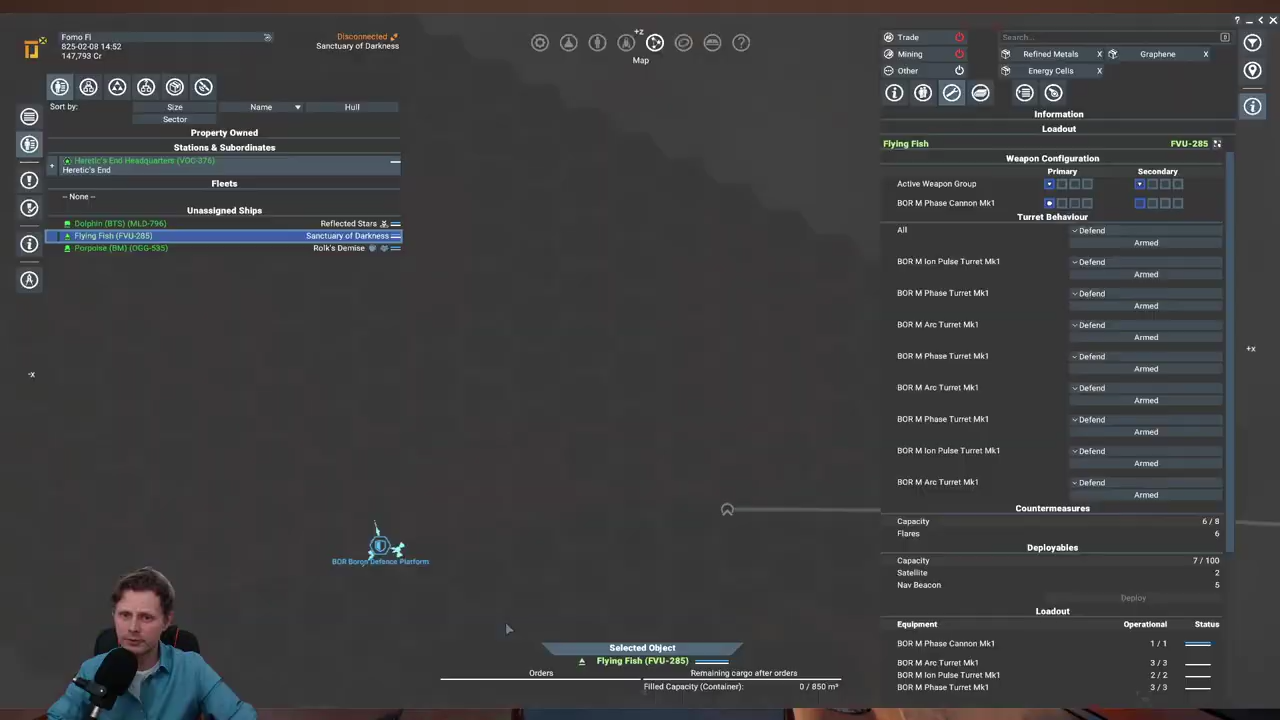 Fomo Fi
825-02-08 14:52
147,793 Cr
Disconnected
Sanctuary of Darkness
+z
Map
?
Trade
Mining
Other
Search...
Refined Metals X
Graphene X
Energy Cells X
Sort by:
Size
Name
Hull
Sector
Property Owned
Stations & Subordinates
Heretic's End Headquarters (VOC-276)
Heretic's End
Fleets
-- None --
Unassigned Ships
Dolphin (BTS) (MLD-796) Reflected Stars
Flying Fish (FVU-285) Sanctuary of Darkness
Porpoise (BM) (OGG-535) Rolk's Demise
-x
+x
BOR Boron Defence Platform
Selected Object
Flying Fish (FVU-285)
Orders Remaining cargo after orders
Filled Capacity (Container): 0 / 850 m³
Information
Loadout
Flying Fish FVU-285
Weapon Configuration
Primary Secondary
Active Weapon Group
BOR M Phase Cannon Mk1
Turret Behaviour
All Defend
Armed
BOR M Ion Pulse Turret Mk1 Defend
Armed
BOR M Phase Turret Mk1 Defend
Armed
BOR M Arc Turret Mk1 Defend
Armed
BOR M Phase Turret Mk1 Defend
Armed
BOR M Arc Turret Mk1 Defend
Armed
BOR M Phase Turret Mk1 Defend
Armed
BOR M Ion Pulse Turret Mk1 Defend
Armed
BOR M Arc Turret Mk1 Defend
Armed
Countermeasures
Capacity 6 / 8
Flares 6
Deployables
Capacity 7 / 100
Satellite 2
Nav Beacon 5
Deploy
Loadout
Equipment Operational Status
BOR M Phase Cannon Mk1 1 / 1
BOR M Arc Turret Mk1 3 / 3
BOR M Ion Pulse Turret Mk1 2 / 2
BOR M Phase Turret Mk1 3 / 3